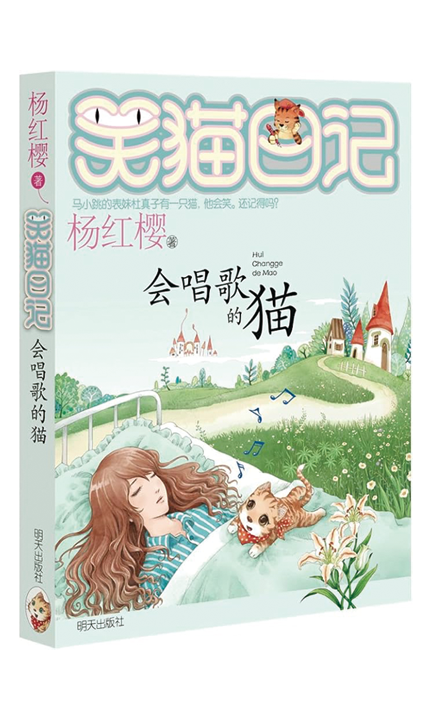 笑猫日记
马小跳的表妹杜真子有一只猫，他会笑。还记得吗？
杨红樱 著
Hui
Changge
de Mao
会唱歌的猫
明天出版社
杨红樱 著
笑猫日记
会唱歌的猫
明天出版社